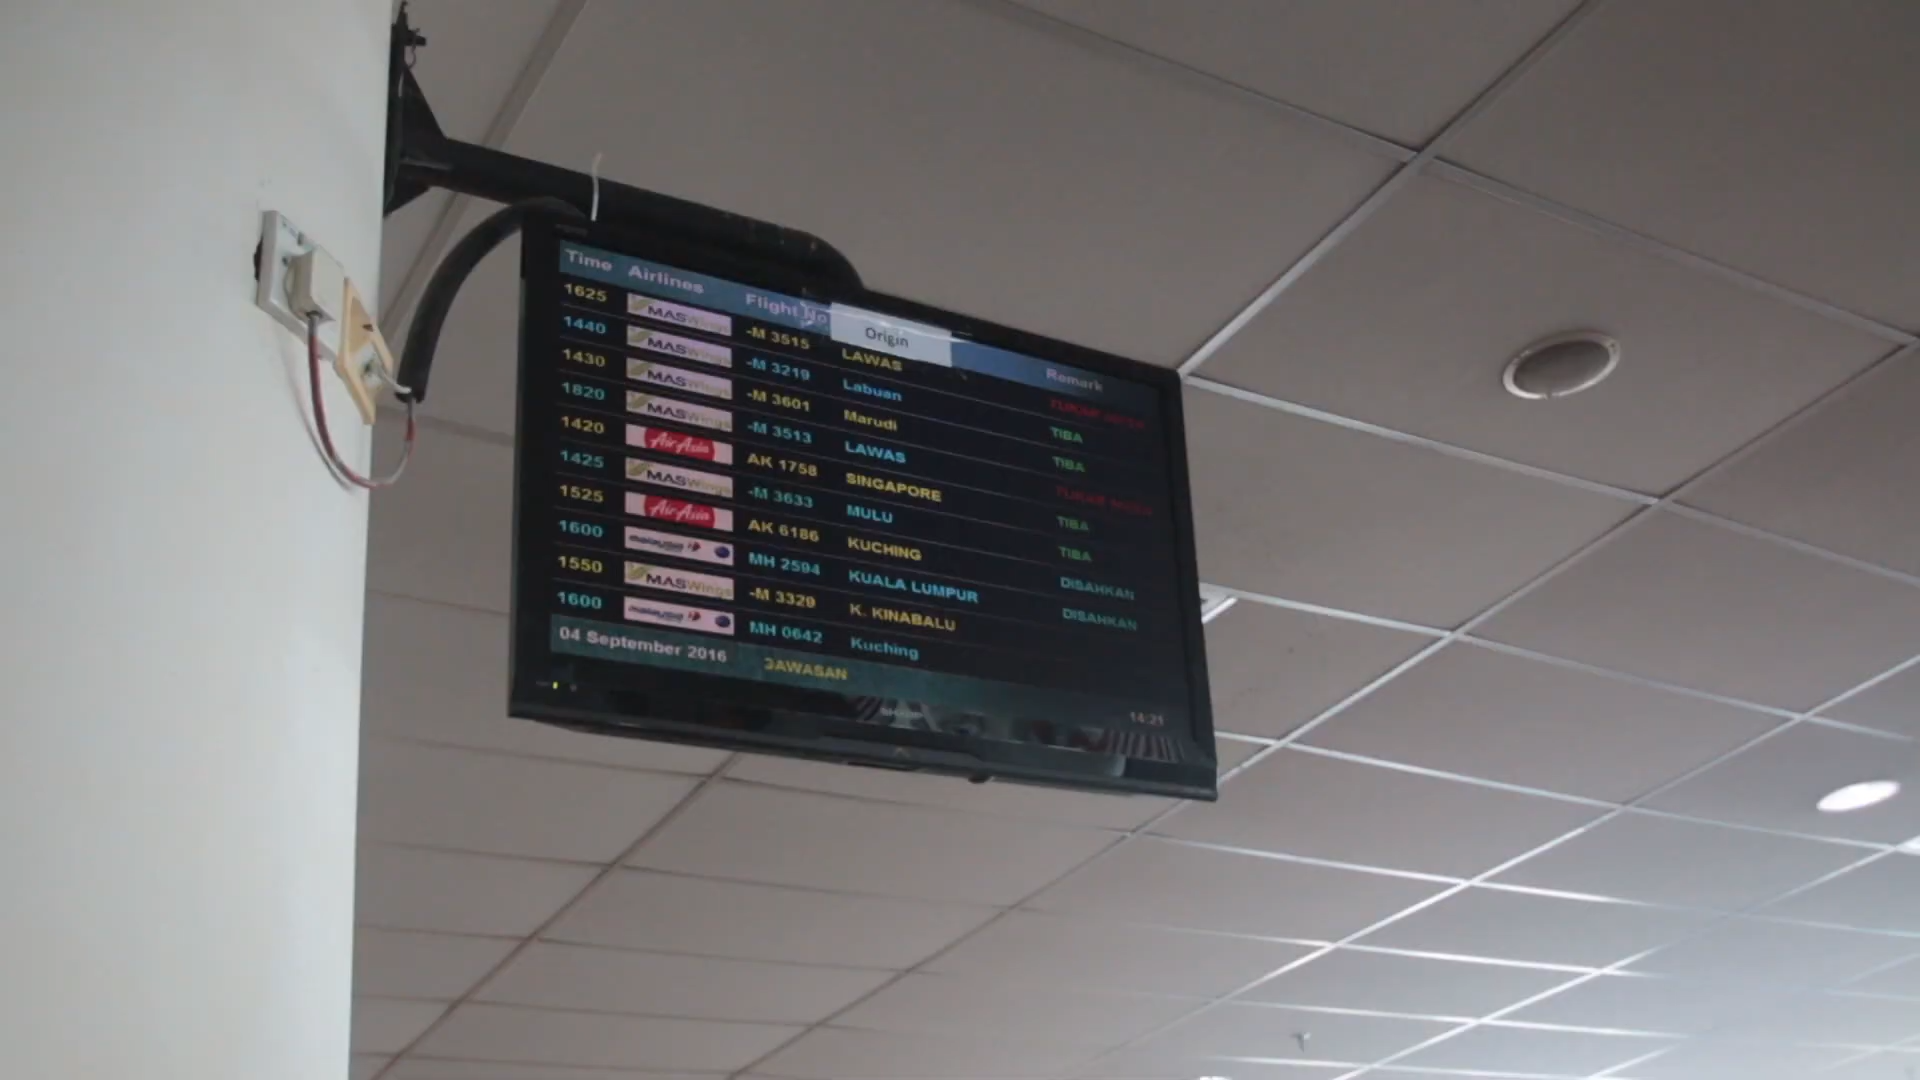 Time Airlines Flight No Origin Remark
1625 MASwings -M 3515 LAWAS
1440 MASwings -M 3219 Labuan TIBA
1430 MASwings -M 3601 Marudi TIBA
1820 MASwings -M 3513 LAWAS
1420 AirAsia AK 1758 SINGAPORE TIBA
1425 MASwings -M 3633 MULU TIBA
1525 AirAsia AK 6186 KUCHING DISAHKAN
1600 malaysia MH 2594 KUALA LUMPUR DISAHKAN
1550 MASwings -M 3329 K. KINABALU
1600 malaysia MH 0642 Kuching
04 September 2016 JAWASAN 14:21
SHARP